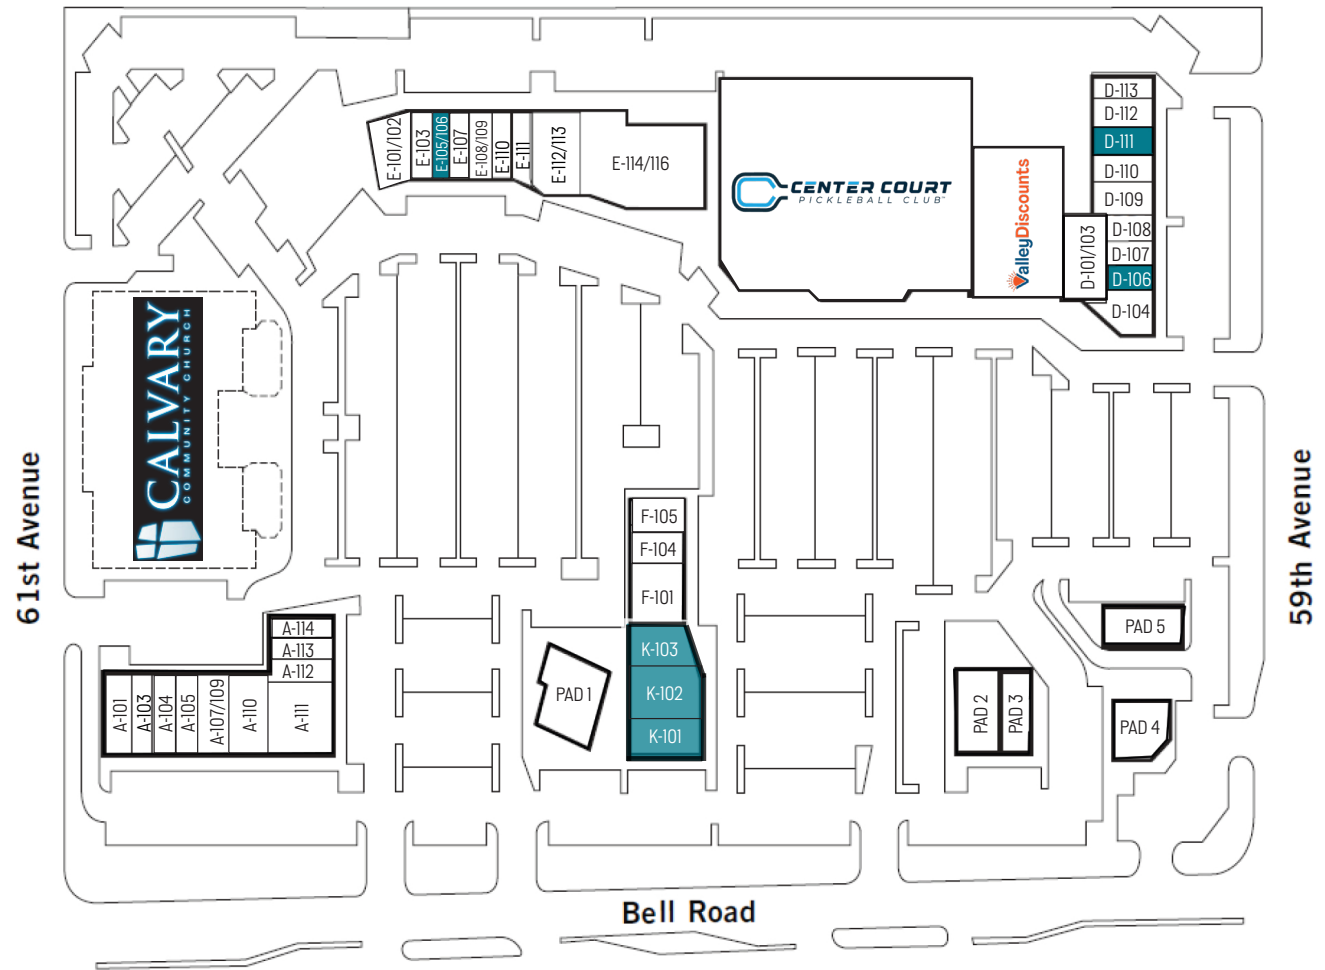 D-113
D-112
D-111
D-110
D-109
D-108
D-107
D-106
D-104
D-101/103
E-101/102
E-103
E-105/106
E-107
E-108/109
E-110
E-111
E-112/113
E-114/116
CENTER COURT
PICKLEBALL CLUB™
ValleyDiscounts
CALVARY
COMMUNITY CHURCH
61st Avenue
59th Avenue
F-105
F-104
F-101
K-103
K-102
K-101
PAD 1
PAD 2
PAD 3
PAD 5
PAD 4
A-114
A-113
A-112
A-101
A-103
A-104
A-105
A-107/109
A-110
A-111
Bell Road